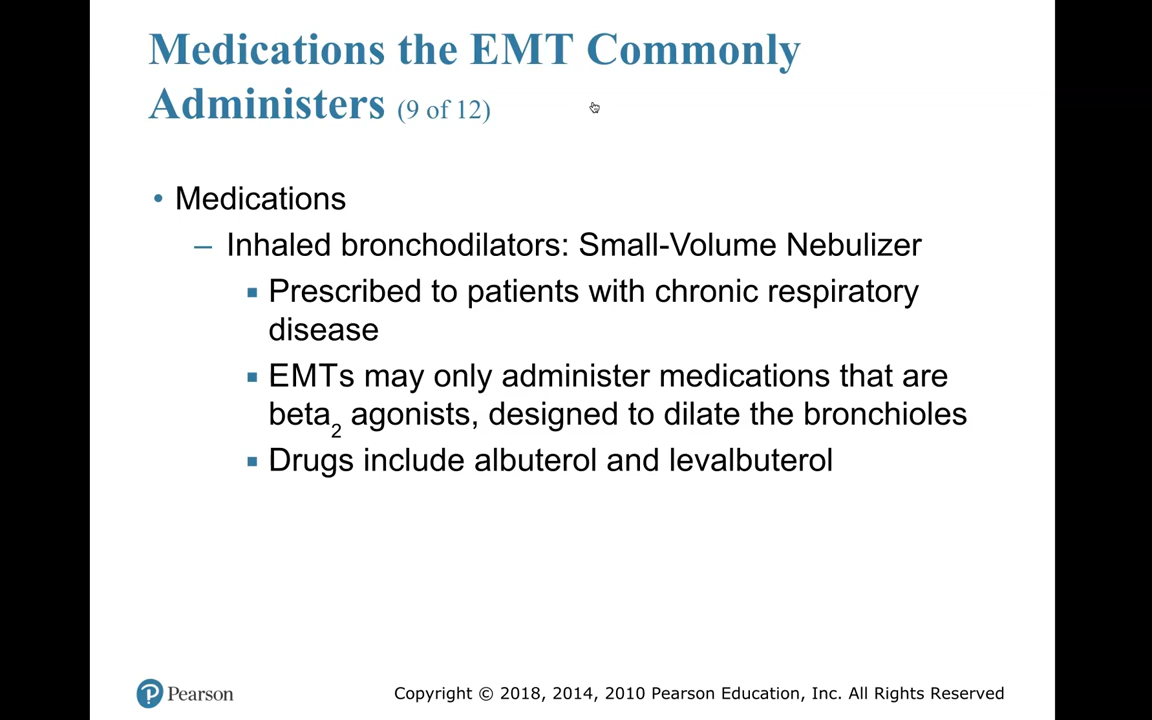 Medications the EMT Commonly
Administers (9 of 12)
• Medications
– Inhaled bronchodilators: Small-Volume Nebulizer
▪ Prescribed to patients with chronic respiratory
disease
▪ EMTs may only administer medications that are
beta₂ agonists, designed to dilate the bronchioles
▪ Drugs include albuterol and levalbuterol
Pearson
Copyright © 2018, 2014, 2010 Pearson Education, Inc. All Rights Reserved